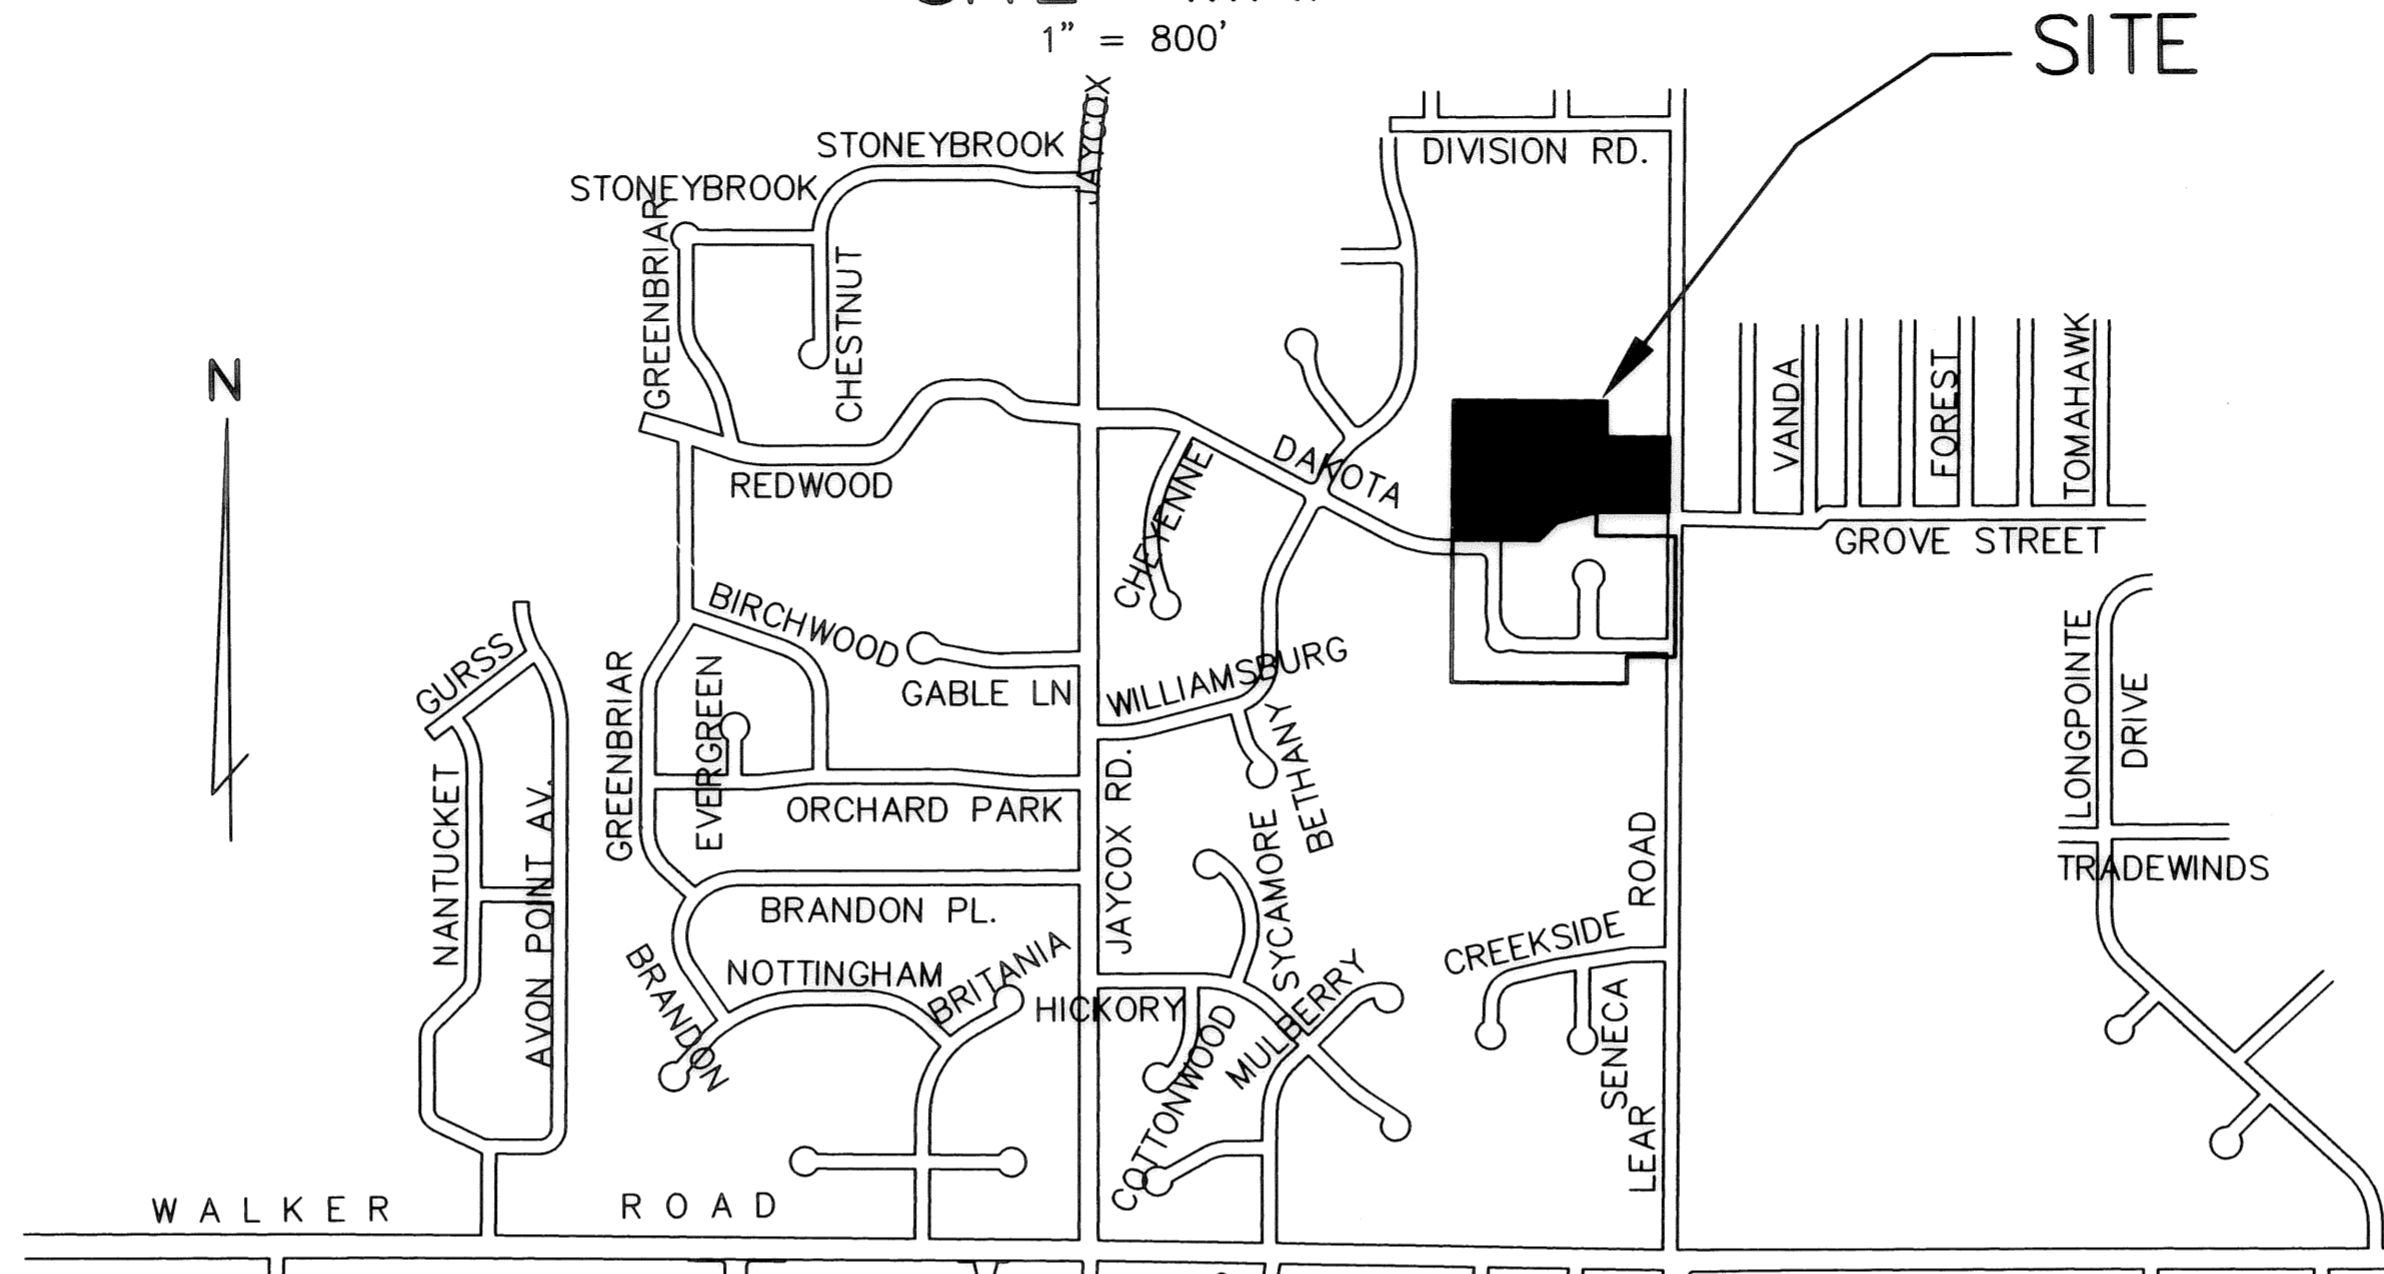 1" = 800'
SITE
JAYCOX
STONEYBROOK
DIVISION RD.
STONEYBROOK
GREENBRIAR
CHESTNUT
N
VANDA
FOREST
TOMAHAWK
DAKOTA
REDWOOD
CHEYENNE
GROVE STREET
BIRCHWOOD
GURSS
GREENBRIAR
EVERGREEN
GABLE LN
WILLIAMSBURG
BETHANY
LONGPOINTE
DRIVE
NANTUCKET
AVON POINT AV.
ORCHARD PARK
JAYCOX RD.
SYCAMORE
ROAD
TRADEWINDS
BRANDON PL.
BRANDON
NOTTINGHAM
BRITANIA
HICKORY
COTTONWOOD
MULBERRY
CREEKSIDE
SENECA
LEAR
WALKER ROAD